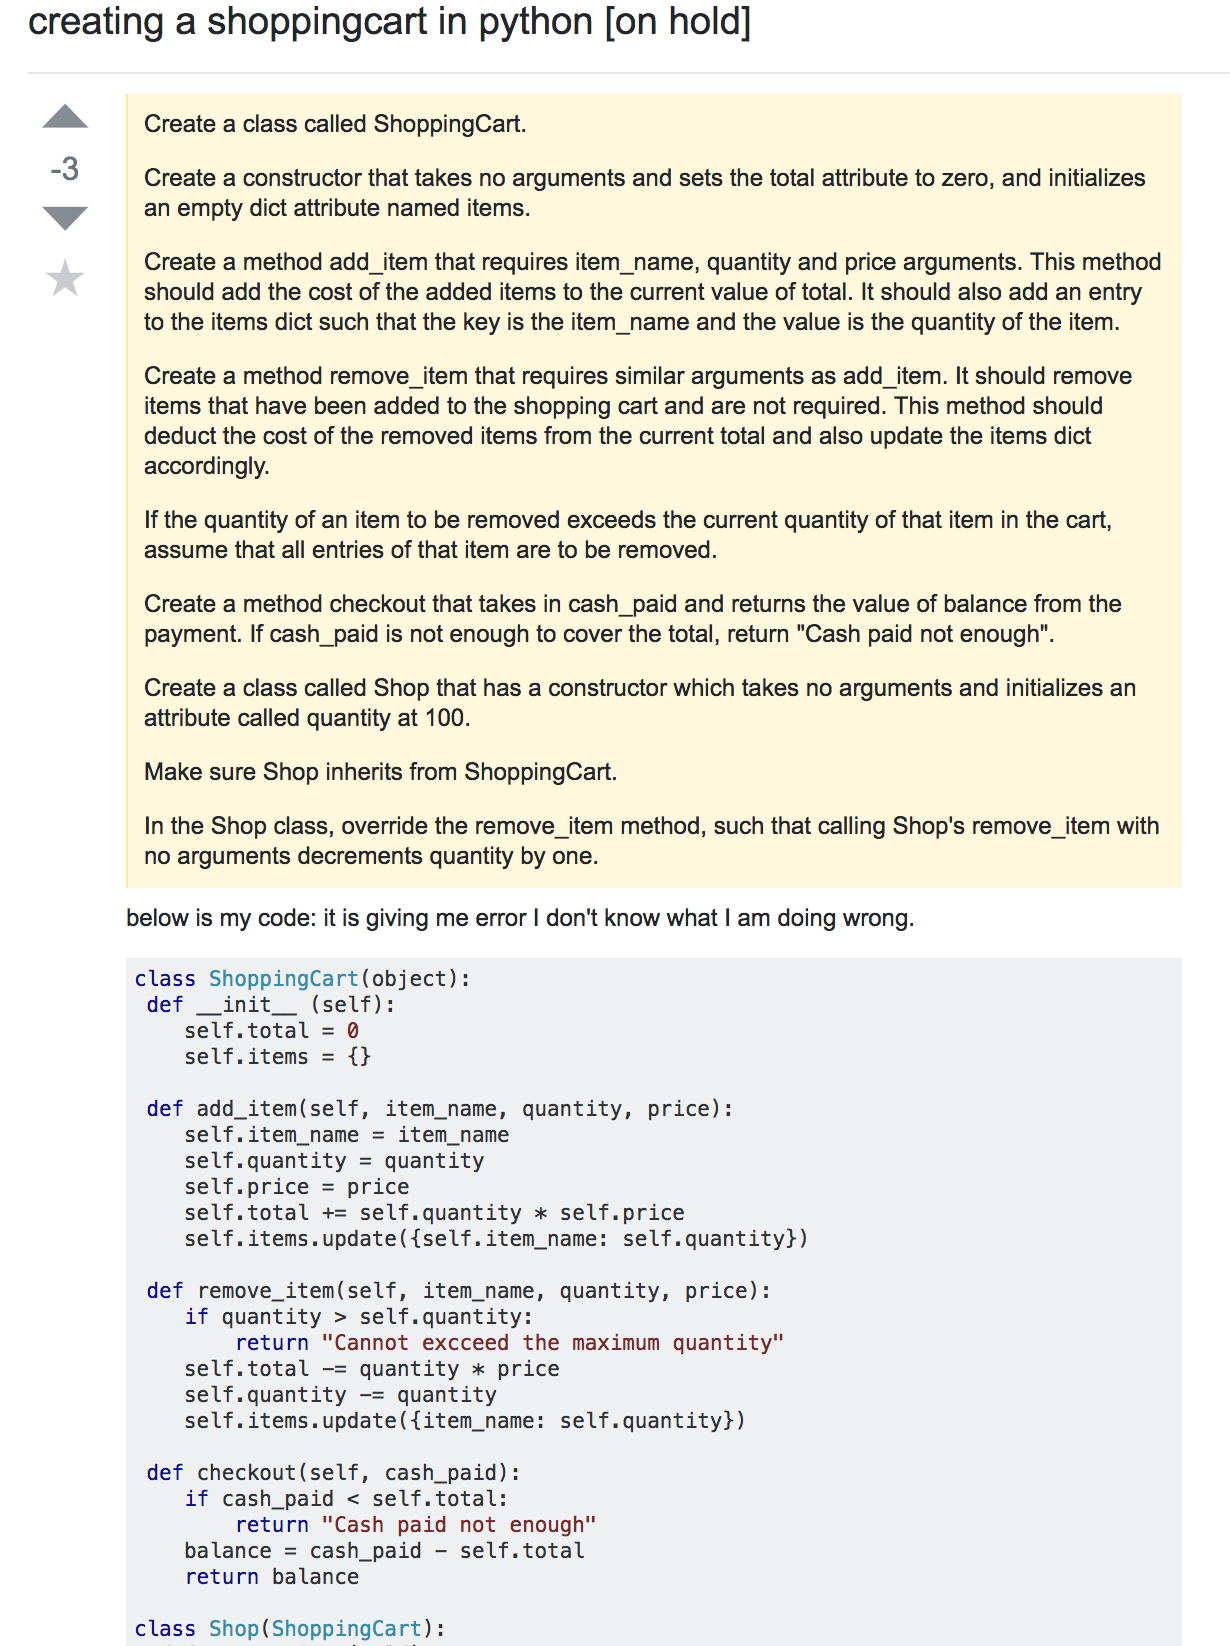 creating a shoppingcart in python [on hold]
-3
Create a class called ShoppingCart.
Create a constructor that takes no arguments and sets the total attribute to zero, and initializes
an empty dict attribute named items.
Create a method add_item that requires item_name, quantity and price arguments. This method
should add the cost of the added items to the current value of total. It should also add an entry
to the items dict such that the key is the item_name and the value is the quantity of the item.
Create a method remove_item that requires similar arguments as add_item. It should remove
items that have been added to the shopping cart and are not required. This method should
deduct the cost of the removed items from the current total and also update the items dict
accordingly.
If the quantity of an item to be removed exceeds the current quantity of that item in the cart,
assume that all entries of that item are to be removed.
Create a method checkout that takes in cash_paid and returns the value of balance from the
payment. If cash_paid is not enough to cover the total, return "Cash paid not enough".
Create a class called Shop that has a constructor which takes no arguments and initializes an
attribute called quantity at 100.
Make sure Shop inherits from ShoppingCart.
In the Shop class, override the remove_item method, such that calling Shop's remove_item with
no arguments decrements quantity by one.
below is my code: it is giving me error I don't know what I am doing wrong.
class ShoppingCart(object):
 def __init__ (self):
    self.total = 0
    self.items = {}
 def add_item(self, item_name, quantity, price):
    self.item_name = item_name
    self.quantity = quantity
    self.price = price
    self.total += self.quantity * self.price
    self.items.update({self.item_name: self.quantity})
 def remove_item(self, item_name, quantity, price):
    if quantity > self.quantity:
        return "Cannot excceed the maximum quantity"
    self.total -= quantity * price
    self.quantity -= quantity
    self.items.update({item_name: self.quantity})
 def checkout(self, cash_paid):
    if cash_paid < self.total:
        return "Cash paid not enough"
    balance = cash_paid - self.total
    return balance
class Shop(ShoppingCart):